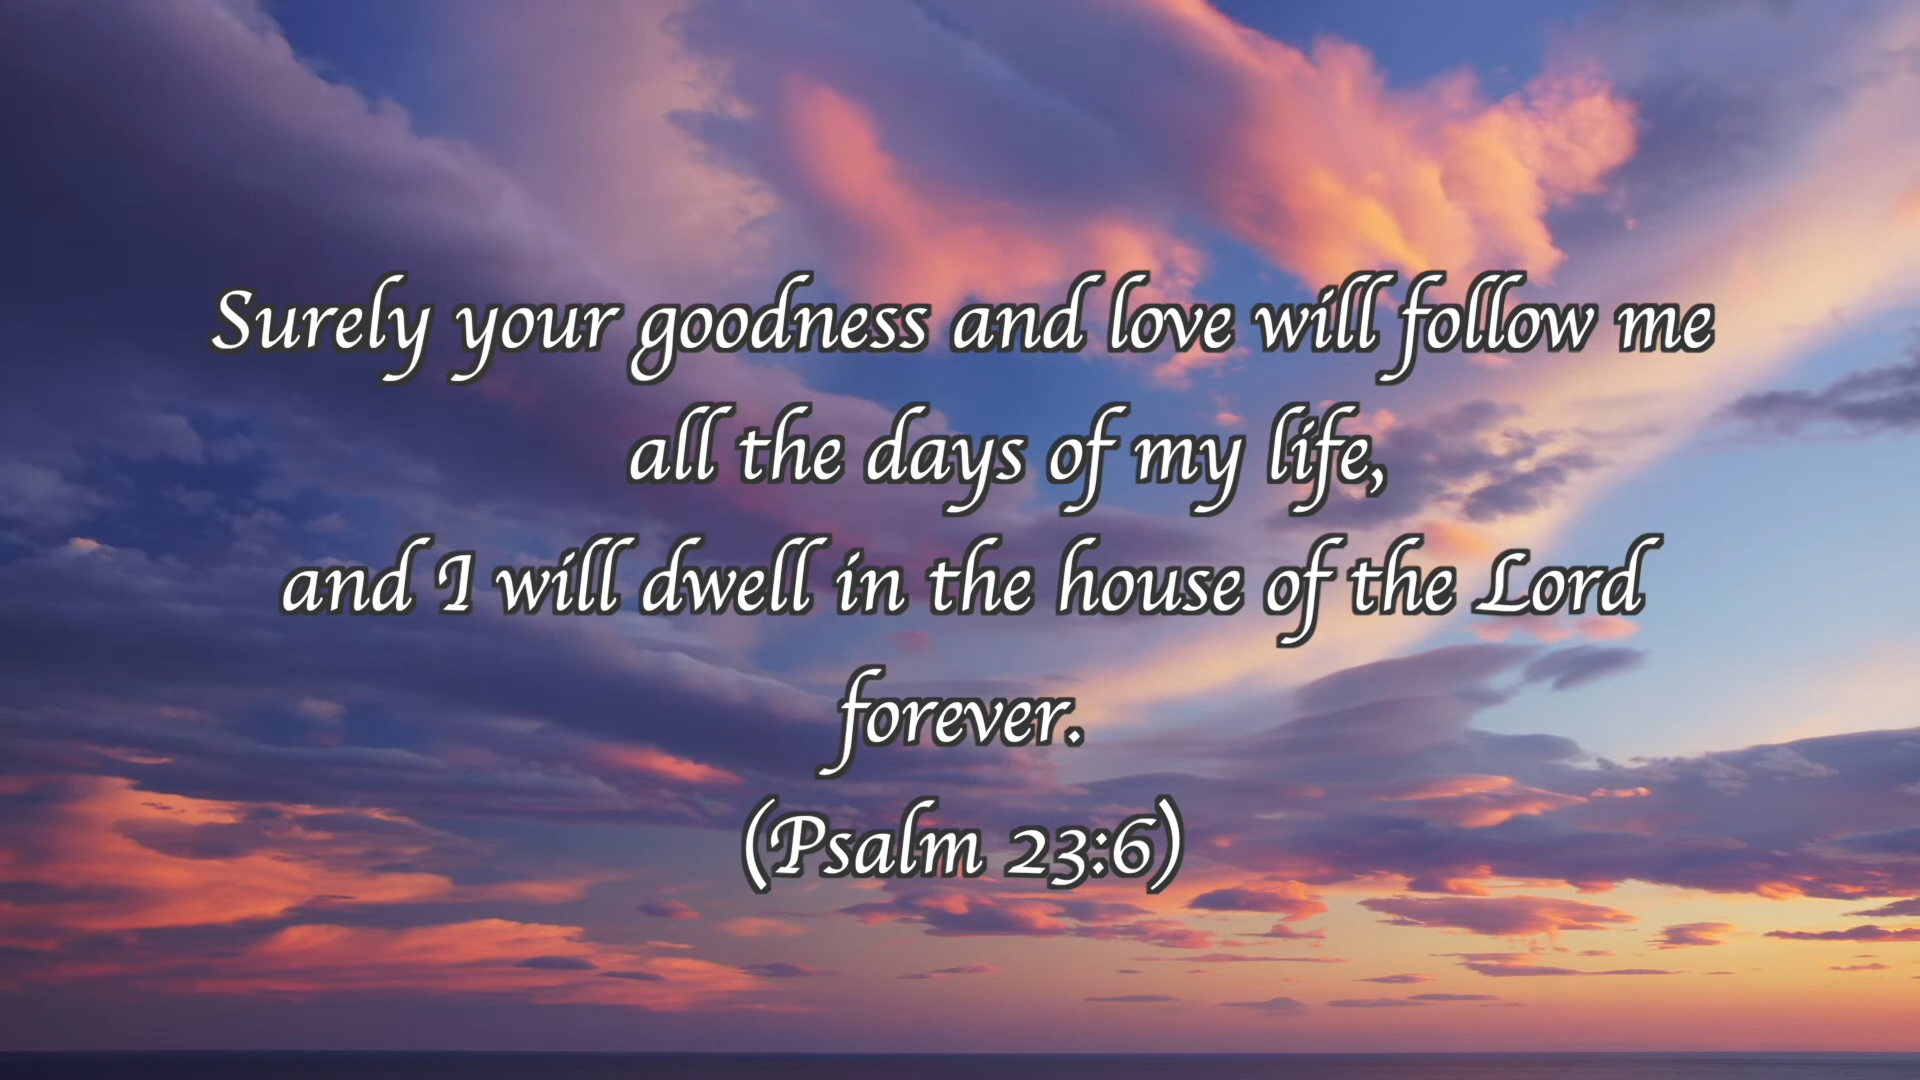 Surely your goodness and love will follow me
all the days of my life,
and I will dwell in the house of the Lord
forever.
(Psalm 23:6)